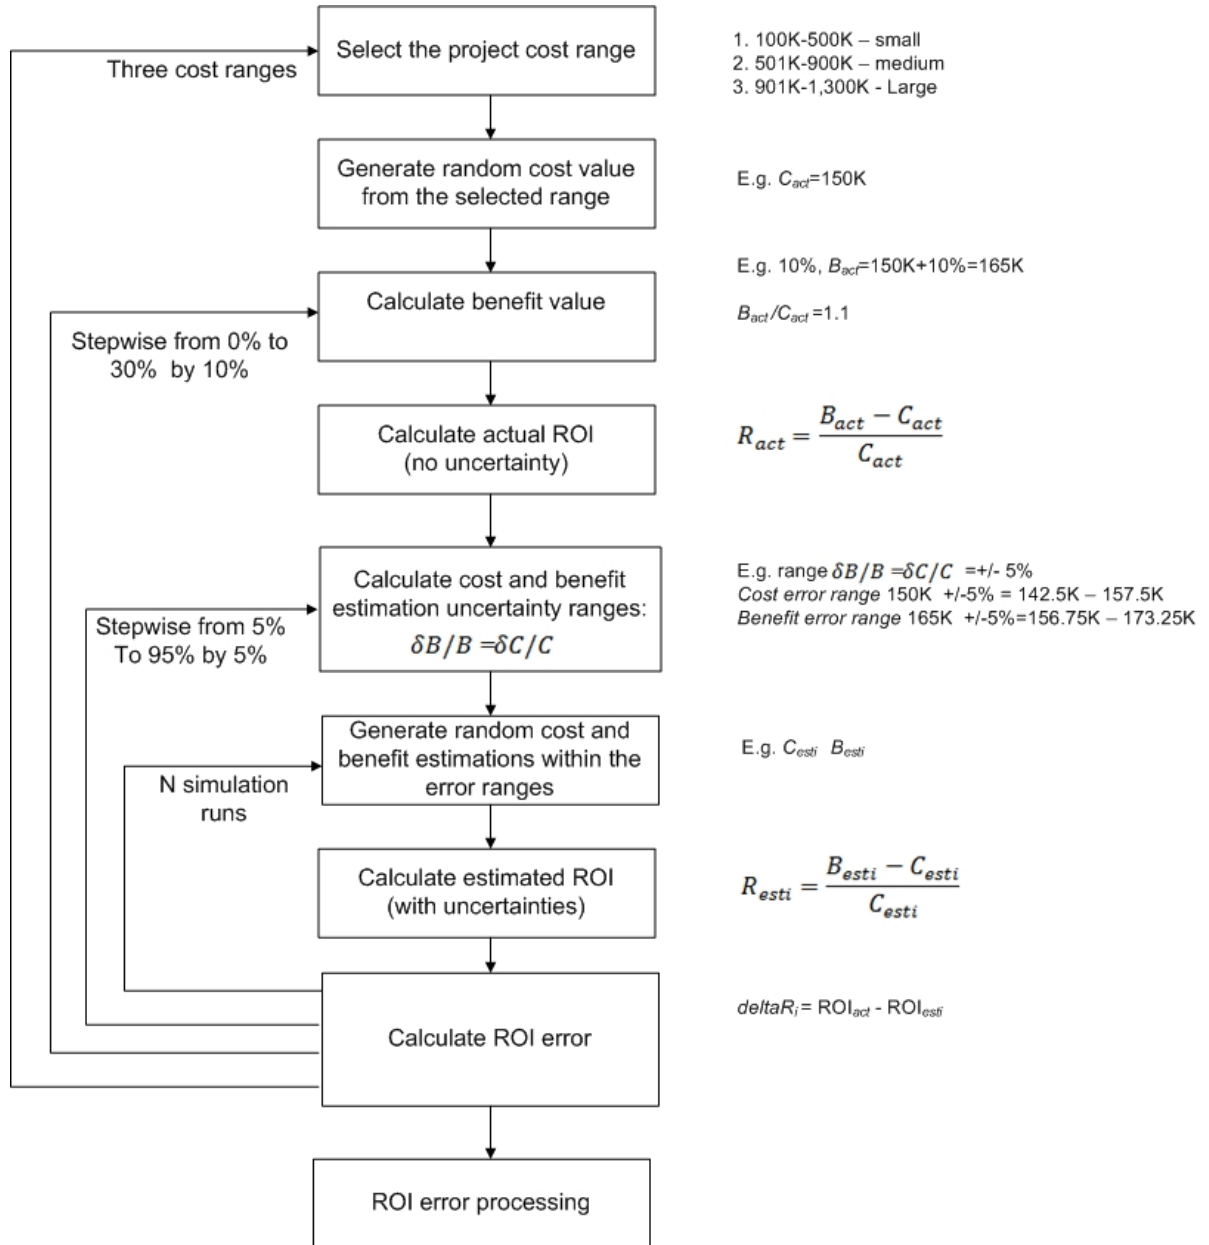 Select the project cost range
Three cost ranges
1. 100K-500K – small
2. 501K-900K – medium
3. 901K-1,300K - Large
Generate random cost value
from the selected range
E.g. Cact=150K
Calculate benefit value
Stepwise from 0% to
30% by 10%
E.g. 10%, Bact=150K+10%=165K
Bact/Cact =1.1
Calculate actual ROI
(no uncertainty)
Ract = (Bact − Cact) / Cact
Calculate cost and benefit
estimation uncertainty ranges:
δB/B =δC/C
Stepwise from 5%
To 95% by 5%
E.g. range δB/B =δC/C =+/- 5%
Cost error range 150K +/-5% = 142.5K – 157.5K
Benefit error range 165K +/-5%=156.75K – 173.25K
Generate random cost and
benefit estimations within the
error ranges
N simulation
runs
E.g. Cesti Besti
Calculate estimated ROI
(with uncertainties)
Resti = (Besti − Cesti) / Cesti
Calculate ROI error
deltaRi= ROIact - ROIesti
ROI error processing